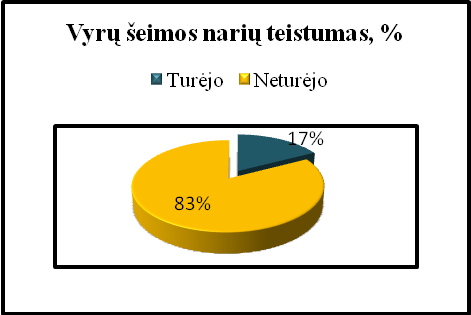 Vyrų šeimos narių teistumas, %
Turėjo Neturėjo
17%
83%